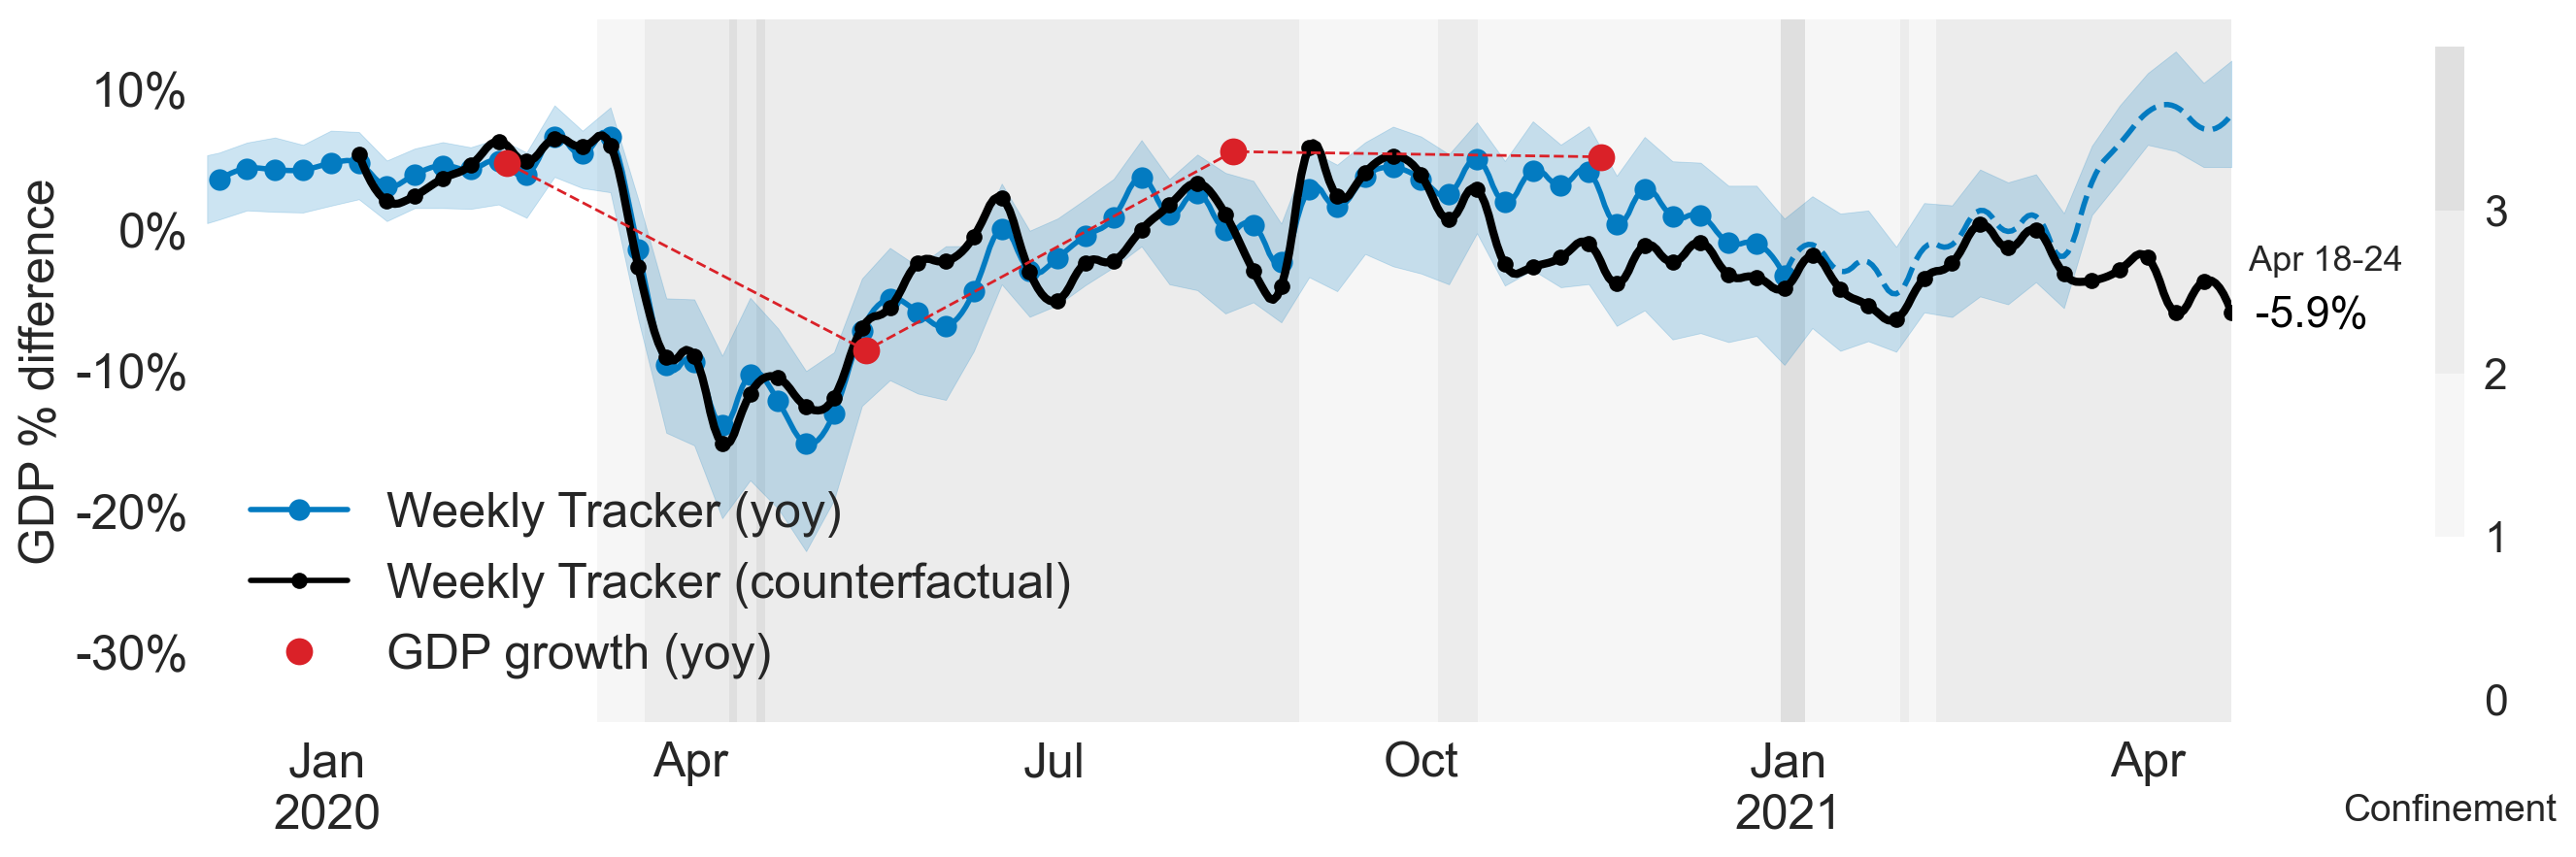 GDP % difference
10%
0%
-10%
-20%
-30%
Weekly Tracker (yoy)
Weekly Tracker (counterfactual)
GDP growth (yoy)
Jan
2020
Apr
Jul
Oct
Jan
2021
Apr
Apr 18-24
-5.9%
3
2
1
0
Confinement